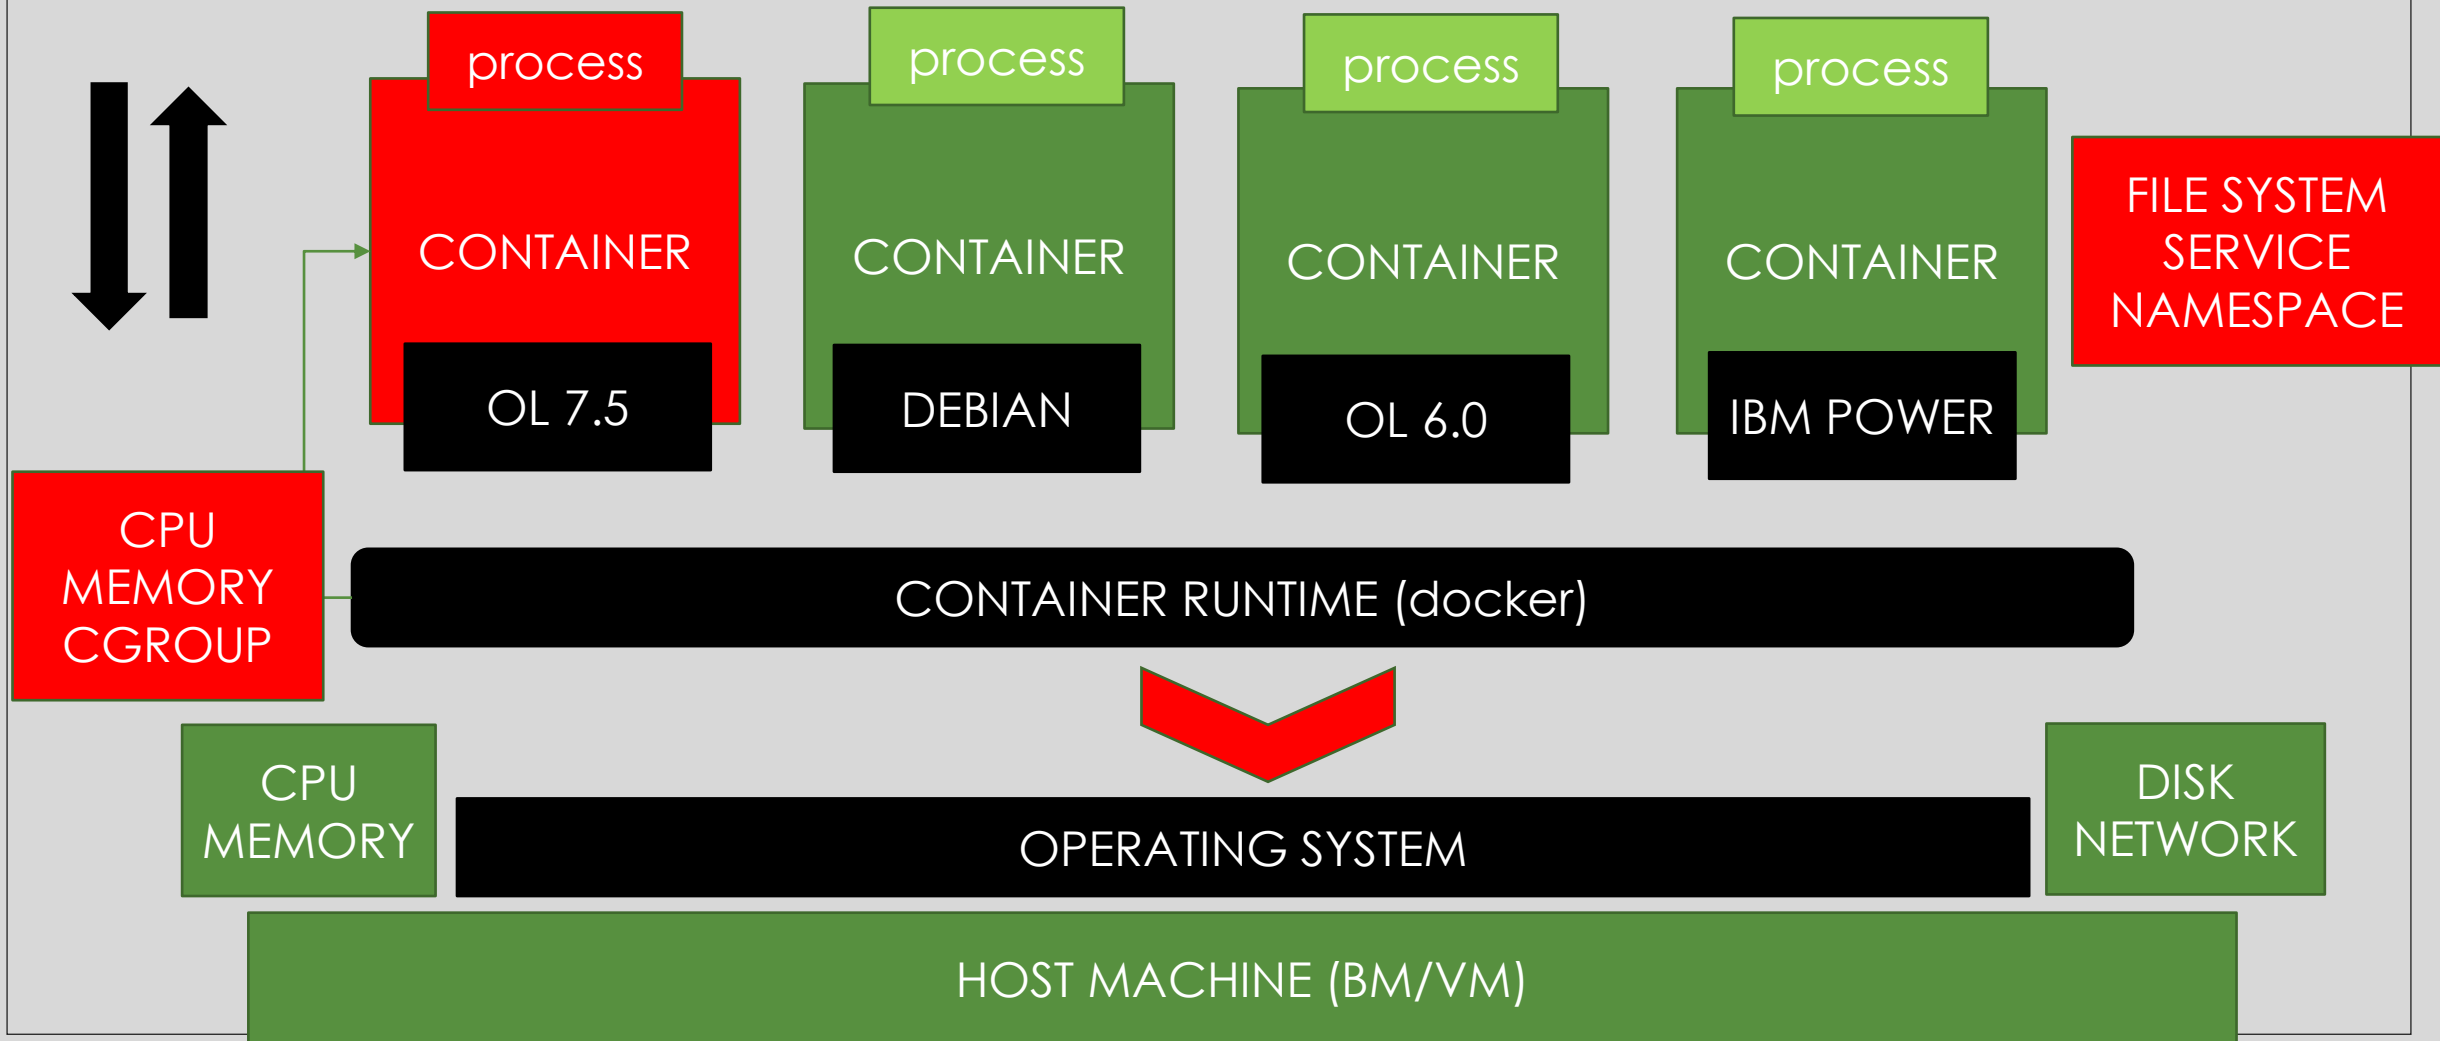 process
process
process
process
CONTAINER
CONTAINER
CONTAINER
CONTAINER
FILE SYSTEM
SERVICE
NAMESPACE
OL 7.5
DEBIAN
OL 6.0
IBM POWER
CPU
MEMORY
CGROUP
CONTAINER RUNTIME (docker)
CPU
MEMORY
OPERATING SYSTEM
DISK
NETWORK
HOST MACHINE (BM/VM)